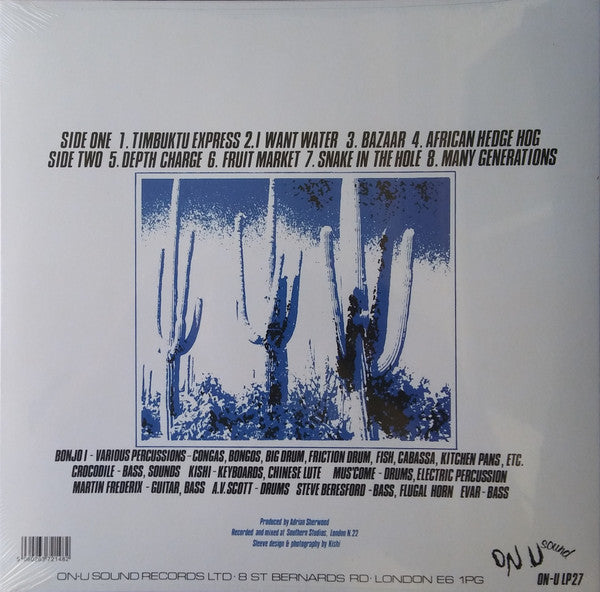 SIDE ONE 1. TIMBUKTU EXPRESS 2.I WANT WATER 3. BAZAAR 4. AFRICAN HEDGE HOG
SIDE TWO 5. DEPTH CHARGE 6. FRUIT MARKET 7. SNAKE IN THE HOLE 8. MANY GENERATIONS
BONJO I - VARIOUS PERCUSSIONS - CONGAS, BONGOS, BIG DRUM, FRICTION DRUM, FISH, CABASSA, KITCHEN PANS, ETC.
CROCODILE - BASS, SOUNDS KISHI - KEYBOARDS, CHINESE LUTE MUS'COME - DRUMS, ELECTRIC PERCUSSION
MARTIN FREDERIX - GUITAR, BASS A.V.SCOTT - DRUMS STEVE BERESFORD - BASS, FLUGAL HORN EVAR - BASS
Produced by Adrian Sherwood
Recorded and mixed at Southern Studios, London N.22
Sleeve design & photography by Kishi
5060263721482
ON U sound
ON-U LP27
ON-U SOUND RECORDS LTD · 8 ST BERNARDS RD · LONDON E6 1PG